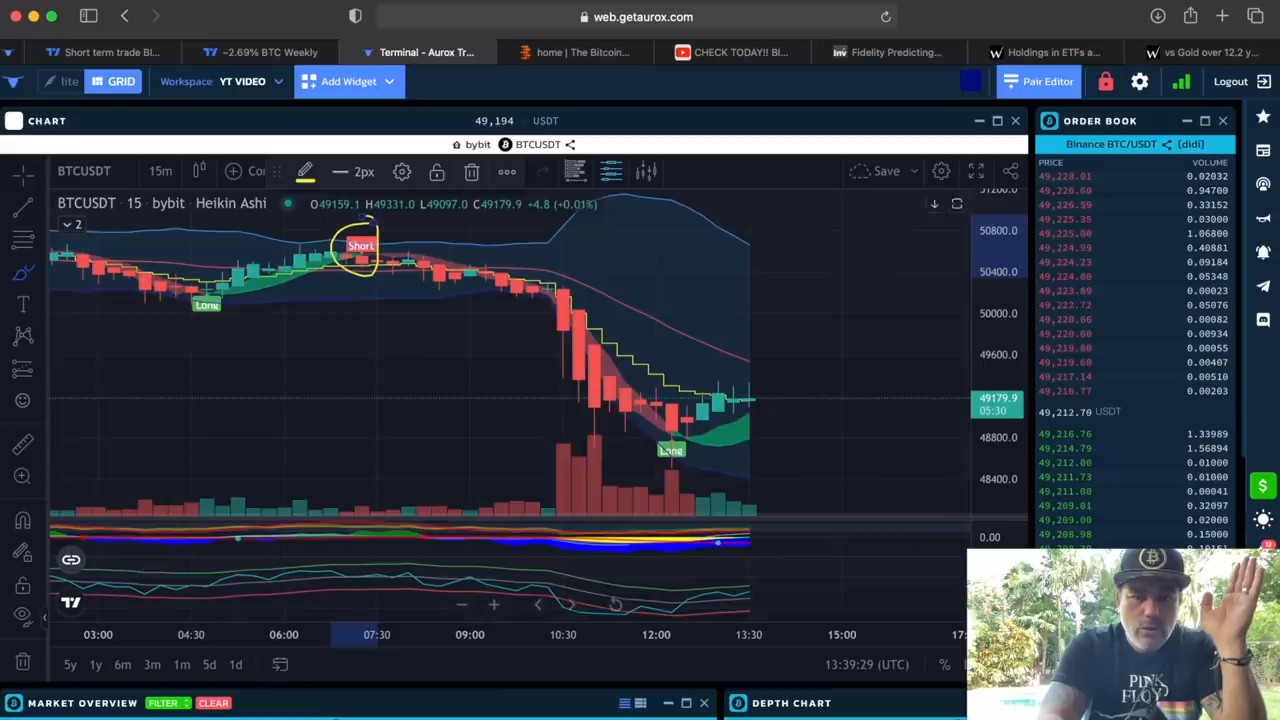 web.getaurox.com
Short term trade Bl...
~2.69% BTC Weekly
Terminal - Aurox Tr...
home | The Bitcoin...
CHECK TODAY!! Bl...
Fidelity Predicting...
Holdings in ETFs a...
vs Gold over 12.2 y...
lite GRID Workspace: YT VIDEO Add Widget Pair Editor Logout
CHART 49,194 USDT
ORDER BOOK
bybit BTCUSDT
Binance BTC/USDT [didi]
PRICE VOLUME
BTCUSDT 15m Co 2px Save
BTCUSDT · 15 · bybit · Heikin Ashi O49159.1 H49331.0 L49097.0 C49179.9 +4.8 (+0.01%)
2
Short
Long
Long
51200.0
50800.0
50400.0
50000.0
49600.0
49179.9
05:30
48800.0
48400.0
0.00
49,228.01 0.02032
49,226.60 0.94700
49,226.59 0.33152
49,225.35 0.03000
49,225.00 1.06800
49,224.99 0.40881
49,224.23 0.09184
49,224.00 0.05348
49,223.89 0.00023
49,222.72 0.05076
49,220.66 0.00082
49,220.00 0.00934
49,219.80 0.00055
49,219.60 0.00407
49,217.14 0.00510
49,216.77 0.00203
49,212.70 USDT
49,216.76 1.33989
49,214.79 1.56894
49,212.00 0.01000
49,211.73 0.01000
49,211.00 0.00041
49,209.01 0.32097
49,209.00 0.02000
49,208.98 0.15000
12
03:00 04:30 06:00 07:30 09:00 10:30 12:00 13:30 15:00 17:
5y 1y 6m 3m 1m 5d 1d
13:39:29 (UTC) %
PINK
FLOYD
MARKET OVERVIEW FILTER CLEAR
DEPTH CHART